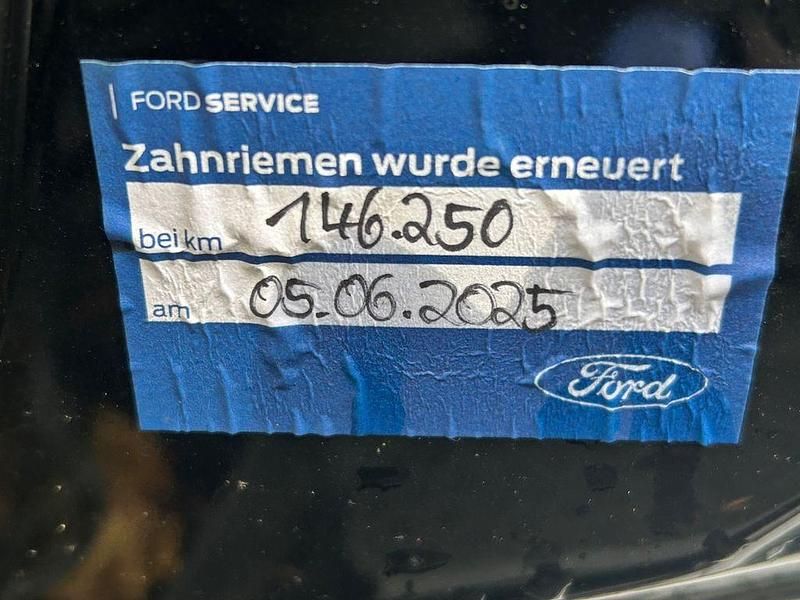 FORD SERVICE
Zahnriemen wurde erneuert
bei km 146.250
am 05.06.2025
Ford